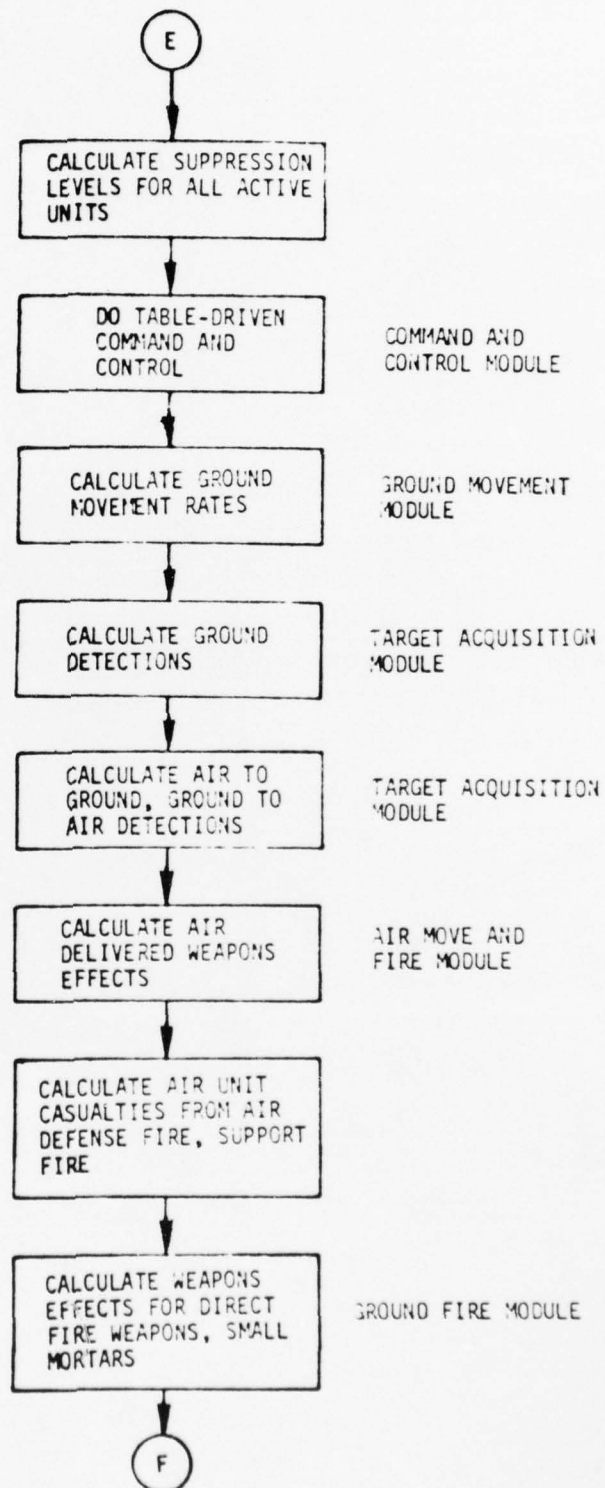 E
CALCULATE SUPPRESSION
LEVELS FOR ALL ACTIVE
UNITS
DO TABLE-DRIVEN
COMMAND AND
CONTROL
COMMAND AND
CONTROL MODULE
CALCULATE GROUND
MOVEMENT RATES
GROUND MOVEMENT
MODULE
CALCULATE GROUND
DETECTIONS
TARGET ACQUISITION
MODULE
CALCULATE AIR TO
GROUND, GROUND TO
AIR DETECTIONS
TARGET ACQUISITION
MODULE
CALCULATE AIR
DELIVERED WEAPONS
EFFECTS
AIR MOVE AND
FIRE MODULE
CALCULATE AIR UNIT
CASUALTIES FROM AIR
DEFENSE FIRE, SUPPORT
FIRE
CALCULATE WEAPONS
EFFECTS FOR DIRECT
FIRE WEAPONS, SMALL
MORTARS
GROUND FIRE MODULE
F